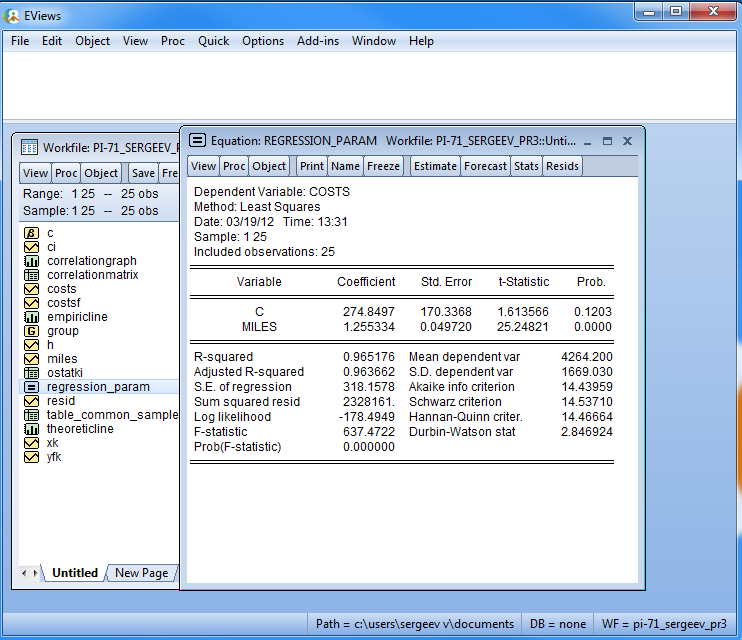 EViews
File Edit Object View Proc Quick Options Add-ins Window Help
Workfile: PI-71_SERGEEV_P
View Proc Object Save Fre
Range: 1 25 -- 25 obs
Sample: 1 25 -- 25 obs
c
ci
correlationgraph
correlationmatrix
costs
costsf
empiricline
group
h
miles
ostatki
regression_param
resid
table_common_sample
theoreticline
xk
yfk
Untitled New Page
Equation: REGRESSION_PARAM Workfile: PI-71_SERGEEV_PR3::Unti...
View Proc Object Print Name Freeze Estimate Forecast Stats Resids
Dependent Variable: COSTS
Method: Least Squares
Date: 03/19/12 Time: 13:31
Sample: 1 25
Included observations: 25
Variable Coefficient Std. Error t-Statistic Prob.
C 274.8497 170.3368 1.613566 0.1203
MILES 1.255334 0.049720 25.24821 0.0000
R-squared 0.965176 Mean dependent var 4264.200
Adjusted R-squared 0.963662 S.D. dependent var 1669.030
S.E. of regression 318.1578 Akaike info criterion 14.43959
Sum squared resid 2328161. Schwarz criterion 14.53710
Log likelihood -178.4949 Hannan-Quinn criter. 14.46664
F-statistic 637.4722 Durbin-Watson stat 2.846924
Prob(F-statistic) 0.000000
Path = c:\users\sergeev v\documents DB = none WF = pi-71_sergeev_pr3